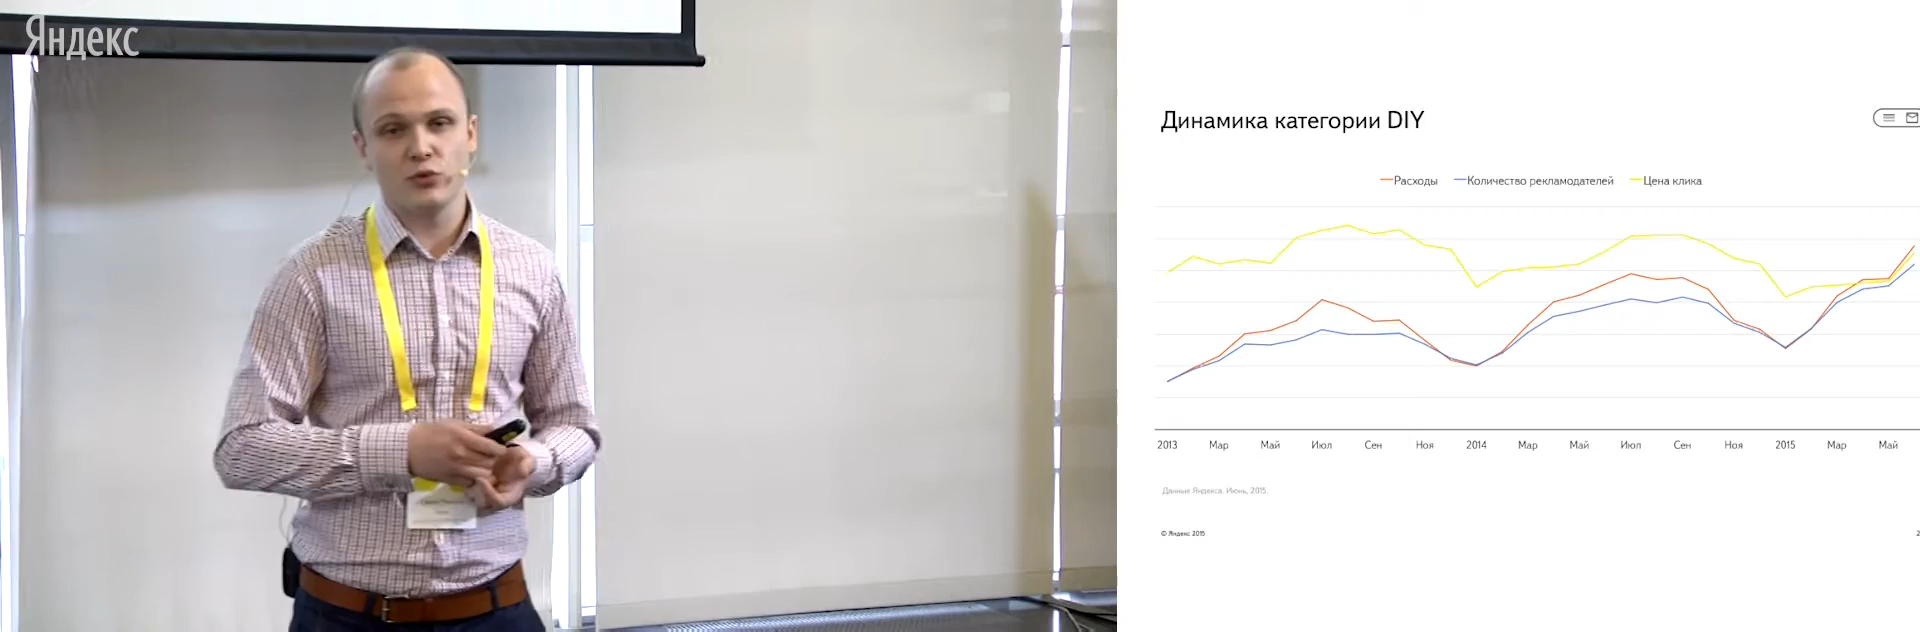 Яндекс
Динамика категории DIY
Расходы Количество рекламодателей Цена клика
2013 Мар Май Июл Сен Ноя 2014 Мар Май Июл Сен Ноя 2015 Мар Май
Данные Яндекса. Июнь, 2015.
© Яндекс 2015
2